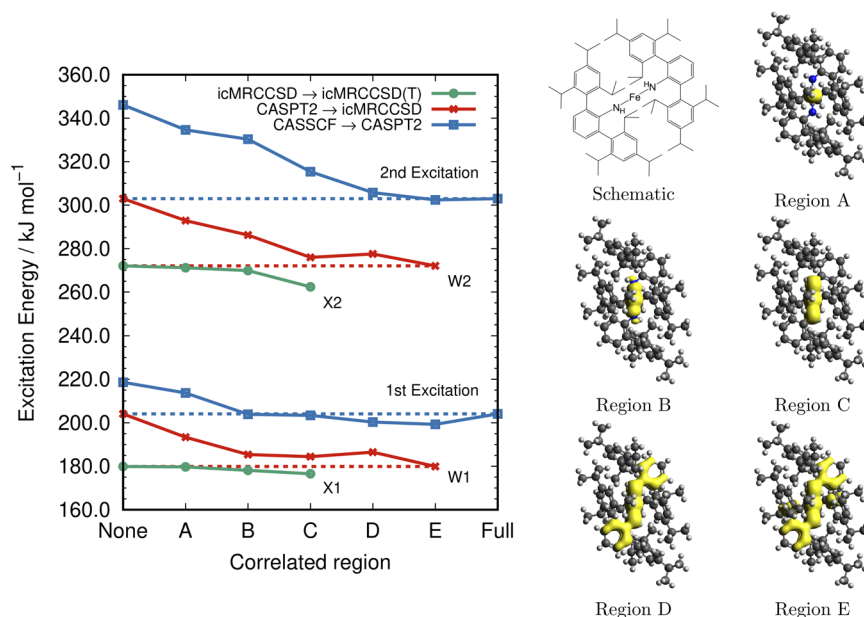 360.0
340.0
320.0
300.0
280.0
260.0
240.0
220.0
200.0
180.0
160.0
Excitation Energy / kJ mol⁻¹
icMRCCSD → icMRCCSD(T)
CASPT2 → icMRCCSD
CASSCF → CASPT2
2nd Excitation
W2
X2
1st Excitation
W1
X1
None A B C D E Full
Correlated region
HN
Fe
NH
Schematic
Region A
Region B
Region C
Region D
Region E